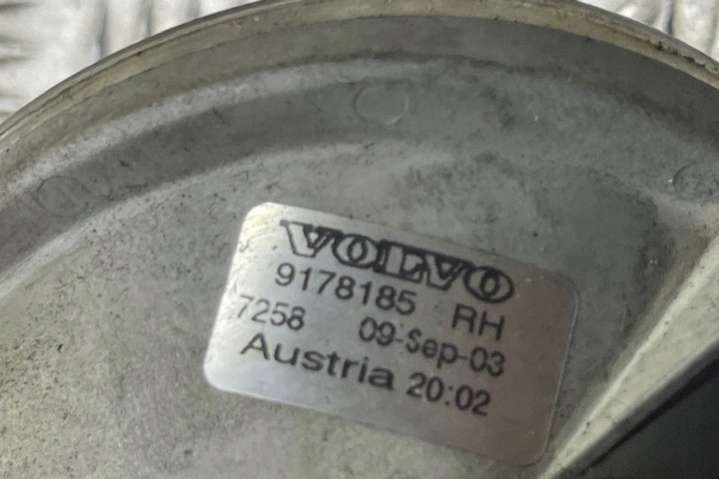 VOLVO
9178185 RH
7258 09-Sep-03
Austria 20:02